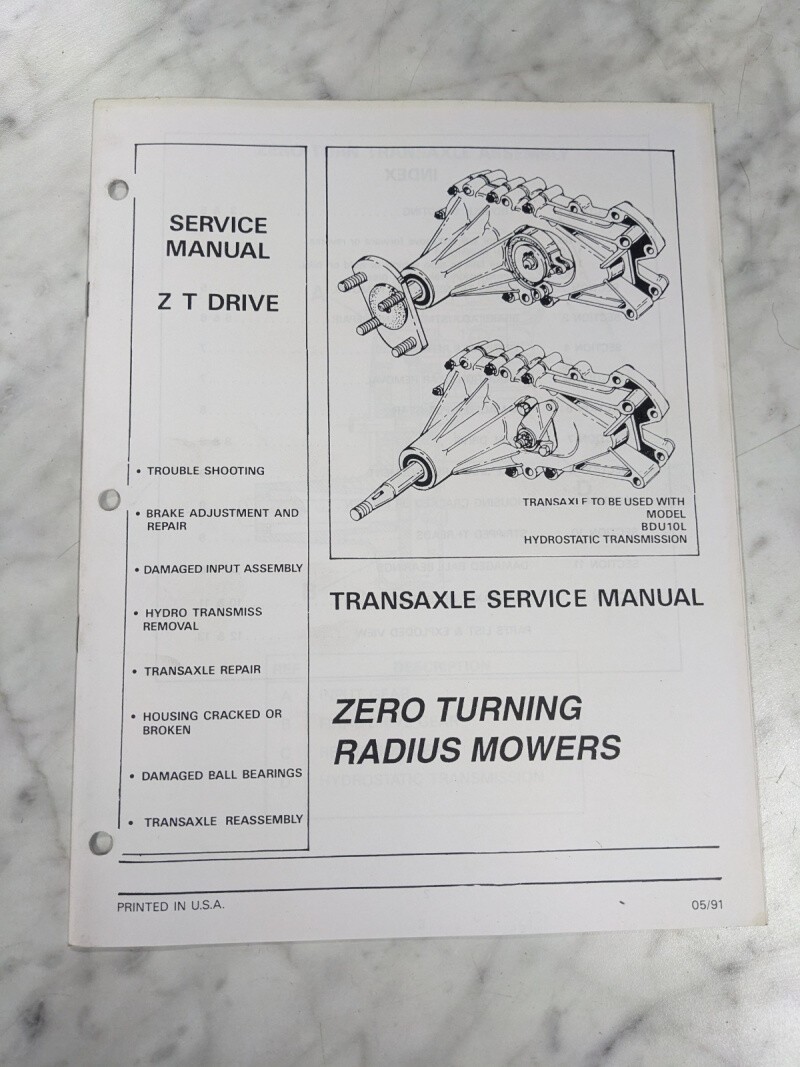 SERVICE
MANUAL
Z T DRIVE
• TROUBLE SHOOTING
• BRAKE ADJUSTMENT AND
REPAIR
• DAMAGED INPUT ASSEMBLY
• HYDRO TRANSMISS
REMOVAL
• TRANSAXLE REPAIR
• HOUSING CRACKED OR
BROKEN
• DAMAGED BALL BEARINGS
• TRANSAXLE REASSEMBLY
TRANSAXLE TO BE USED WITH
MODEL
BDU10L
HYDROSTATIC TRANSMISSION
TRANSAXLE SERVICE MANUAL
ZERO TURNING
RADIUS MOWERS
PRINTED IN U.S.A.
05/91